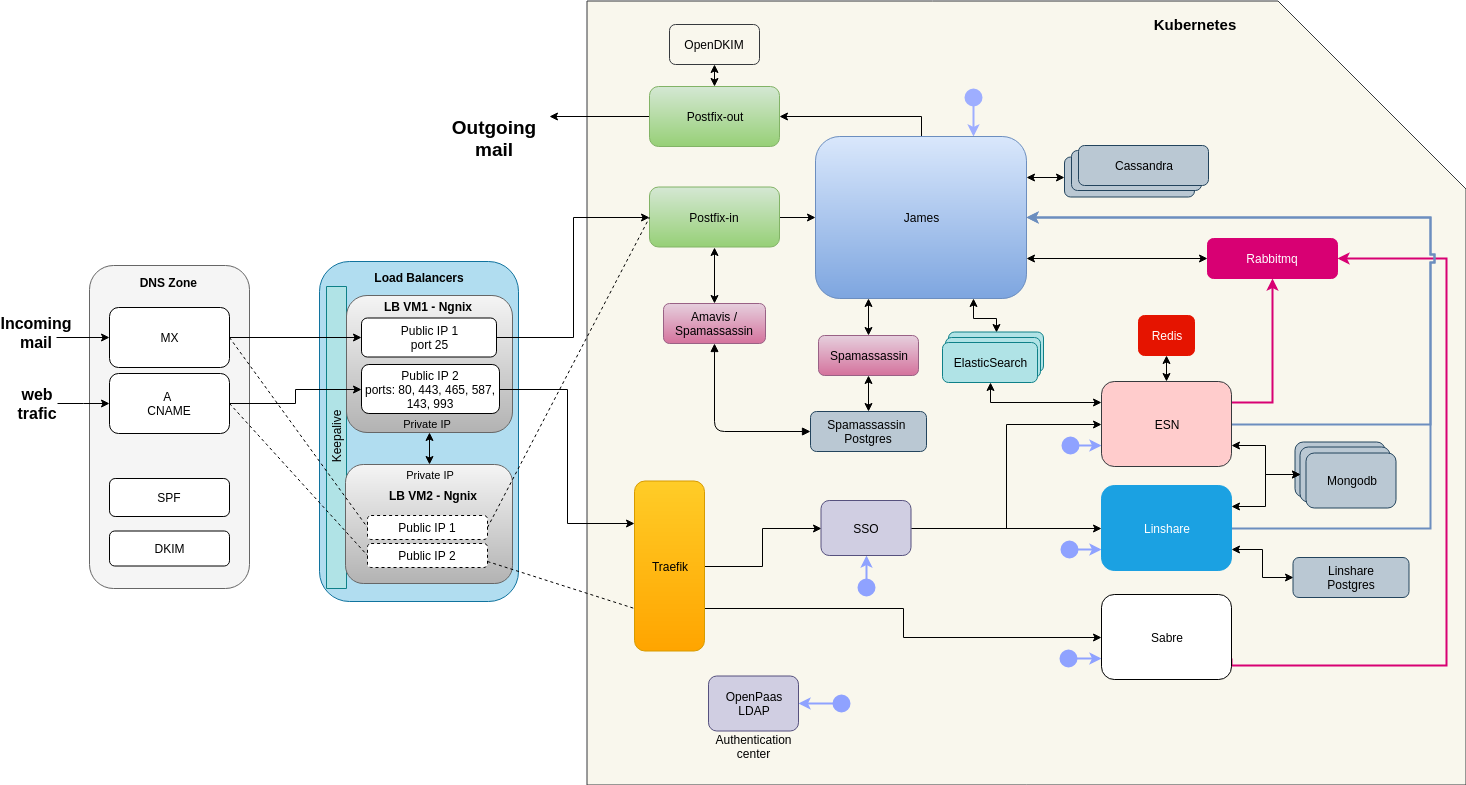 Kubernetes
OpenDKIM
Postfix-out
Outgoing
mail
Cassandra
Postfix-in
James
Rabbitmq
DNS Zone
Load Balancers
LB VM1 - Ngnix
Incoming
mail
MX
Public IP 1
port 25
Amavis /
Spamassassin
Spamassassin
ElasticSearch
Redis
web
trafic
A
CNAME
Public IP 2
ports: 80, 443, 465, 587,
143, 993
Private IP
Keepalive
Spamassassin
Postgres
ESN
Private IP
LB VM2 - Ngnix
Mongodb
SPF
Public IP 1
SSO
Linshare
DKIM
Public IP 2
Traefik
Linshare
Postgres
Sabre
OpenPaas
LDAP
Authentication
center